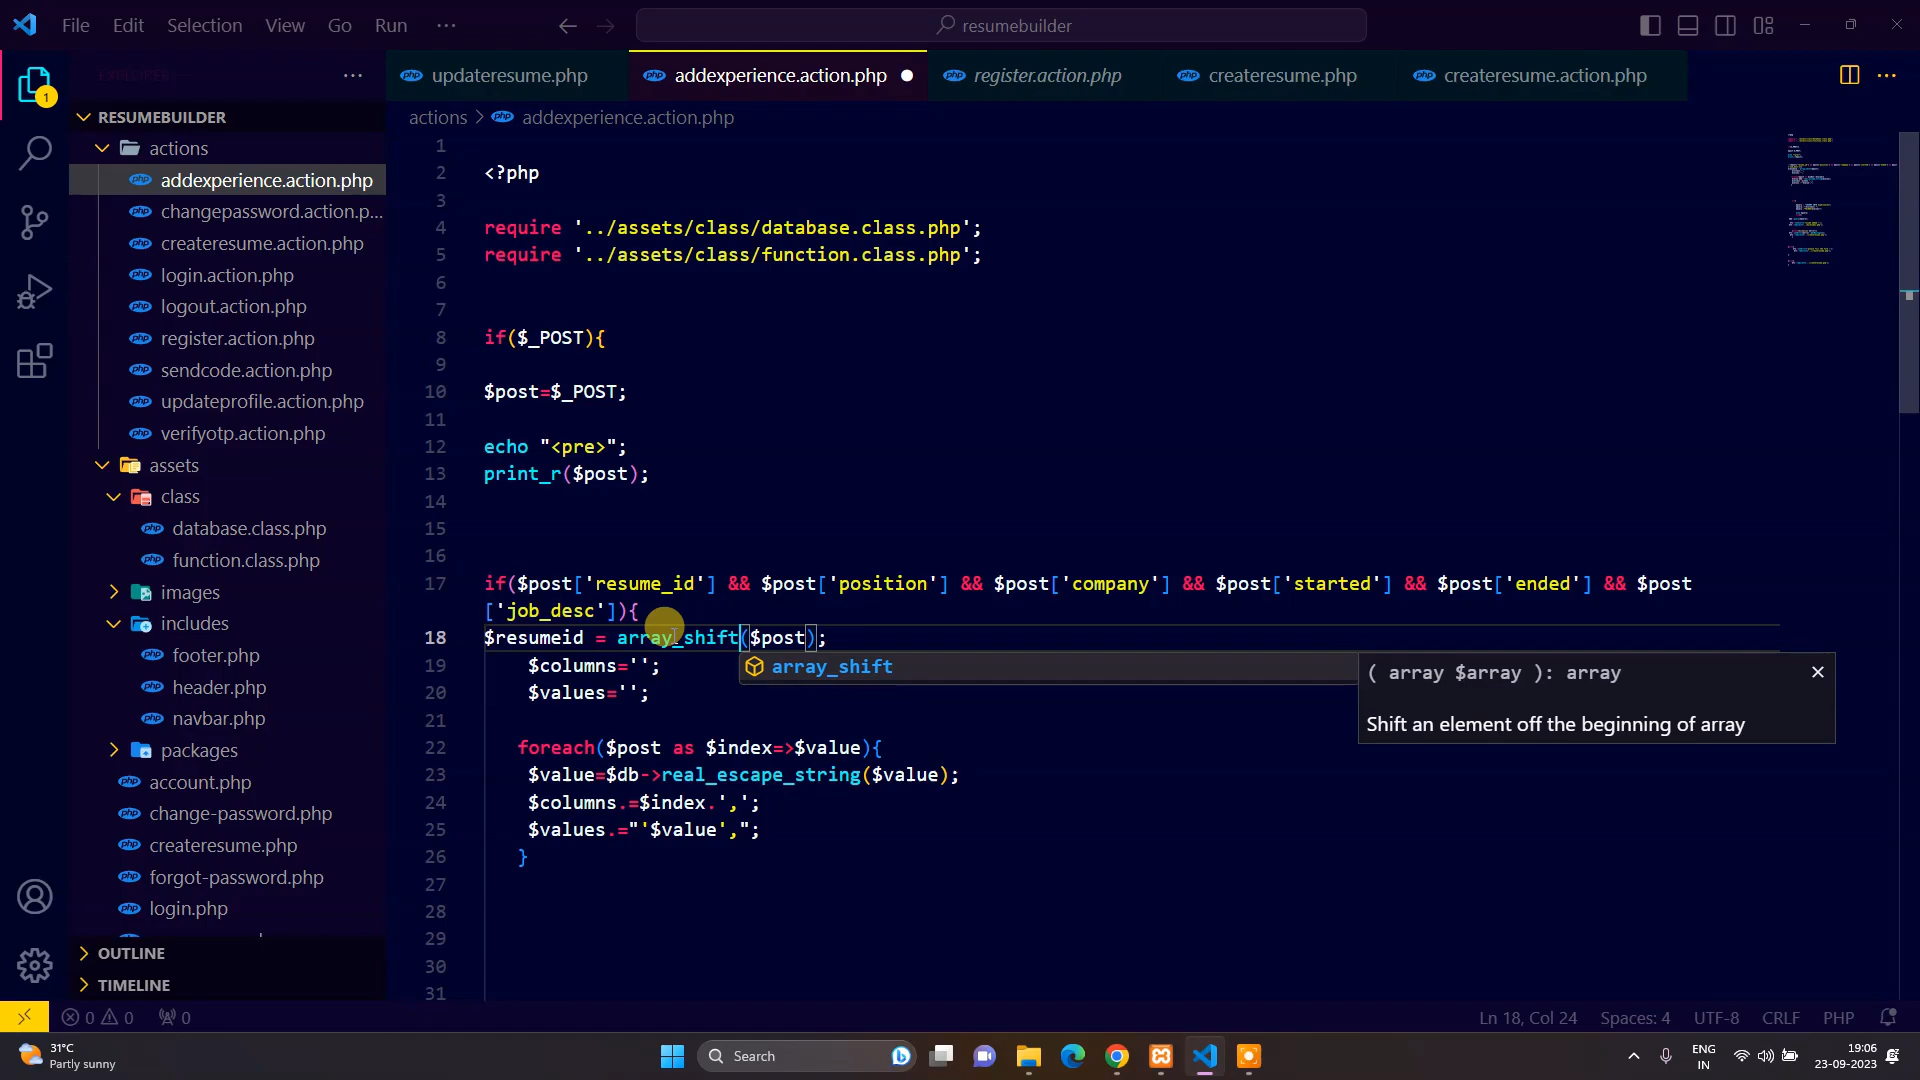 File Edit Selection View Go Run ···
resumebuilder
updateresume.php
addexperience.action.php
register.action.php
createresume.php
createresume.action.php
1
RESUMEBUILDER
actions
addexperience.action.php
changepassword.action.p...
createresume.action.php
login.action.php
logout.action.php
register.action.php
sendcode.action.php
updateprofile.action.php
verifyotp.action.php
assets
class
database.class.php
function.class.php
images
includes
footer.php
header.php
navbar.php
packages
account.php
change-password.php
createresume.php
forgot-password.php
login.php
OUTLINE
TIMELINE
actions > addexperience.action.php
1
2 <?php
3
4 require '../assets/class/database.class.php';
5 require '../assets/class/function.class.php';
6
7
8 if($_POST){
9
10 $post=$_POST;
11
12 echo "<pre>";
13 print_r($post);
14
15
16
17 if($post['resume_id'] && $post['position'] && $post['company'] && $post['started'] && $post['ended'] && $post
['job_desc']){
18 $resumeid = array_shift($post);
19 $columns='';
20 $values='';
21
22 foreach($post as $index=>$value){
23 $value=$db->real_escape_string($value);
24 $columns.=$index.',';
25 $values.="'$value',";
26 }
27
28
29
30
31
array_shift
( array $array ): array
Shift an element off the beginning of array
0 0 0
Ln 18, Col 24 Spaces: 4 UTF-8 CRLF PHP
31°C
Partly sunny
Search
ENG
IN
19:06
23-09-2023